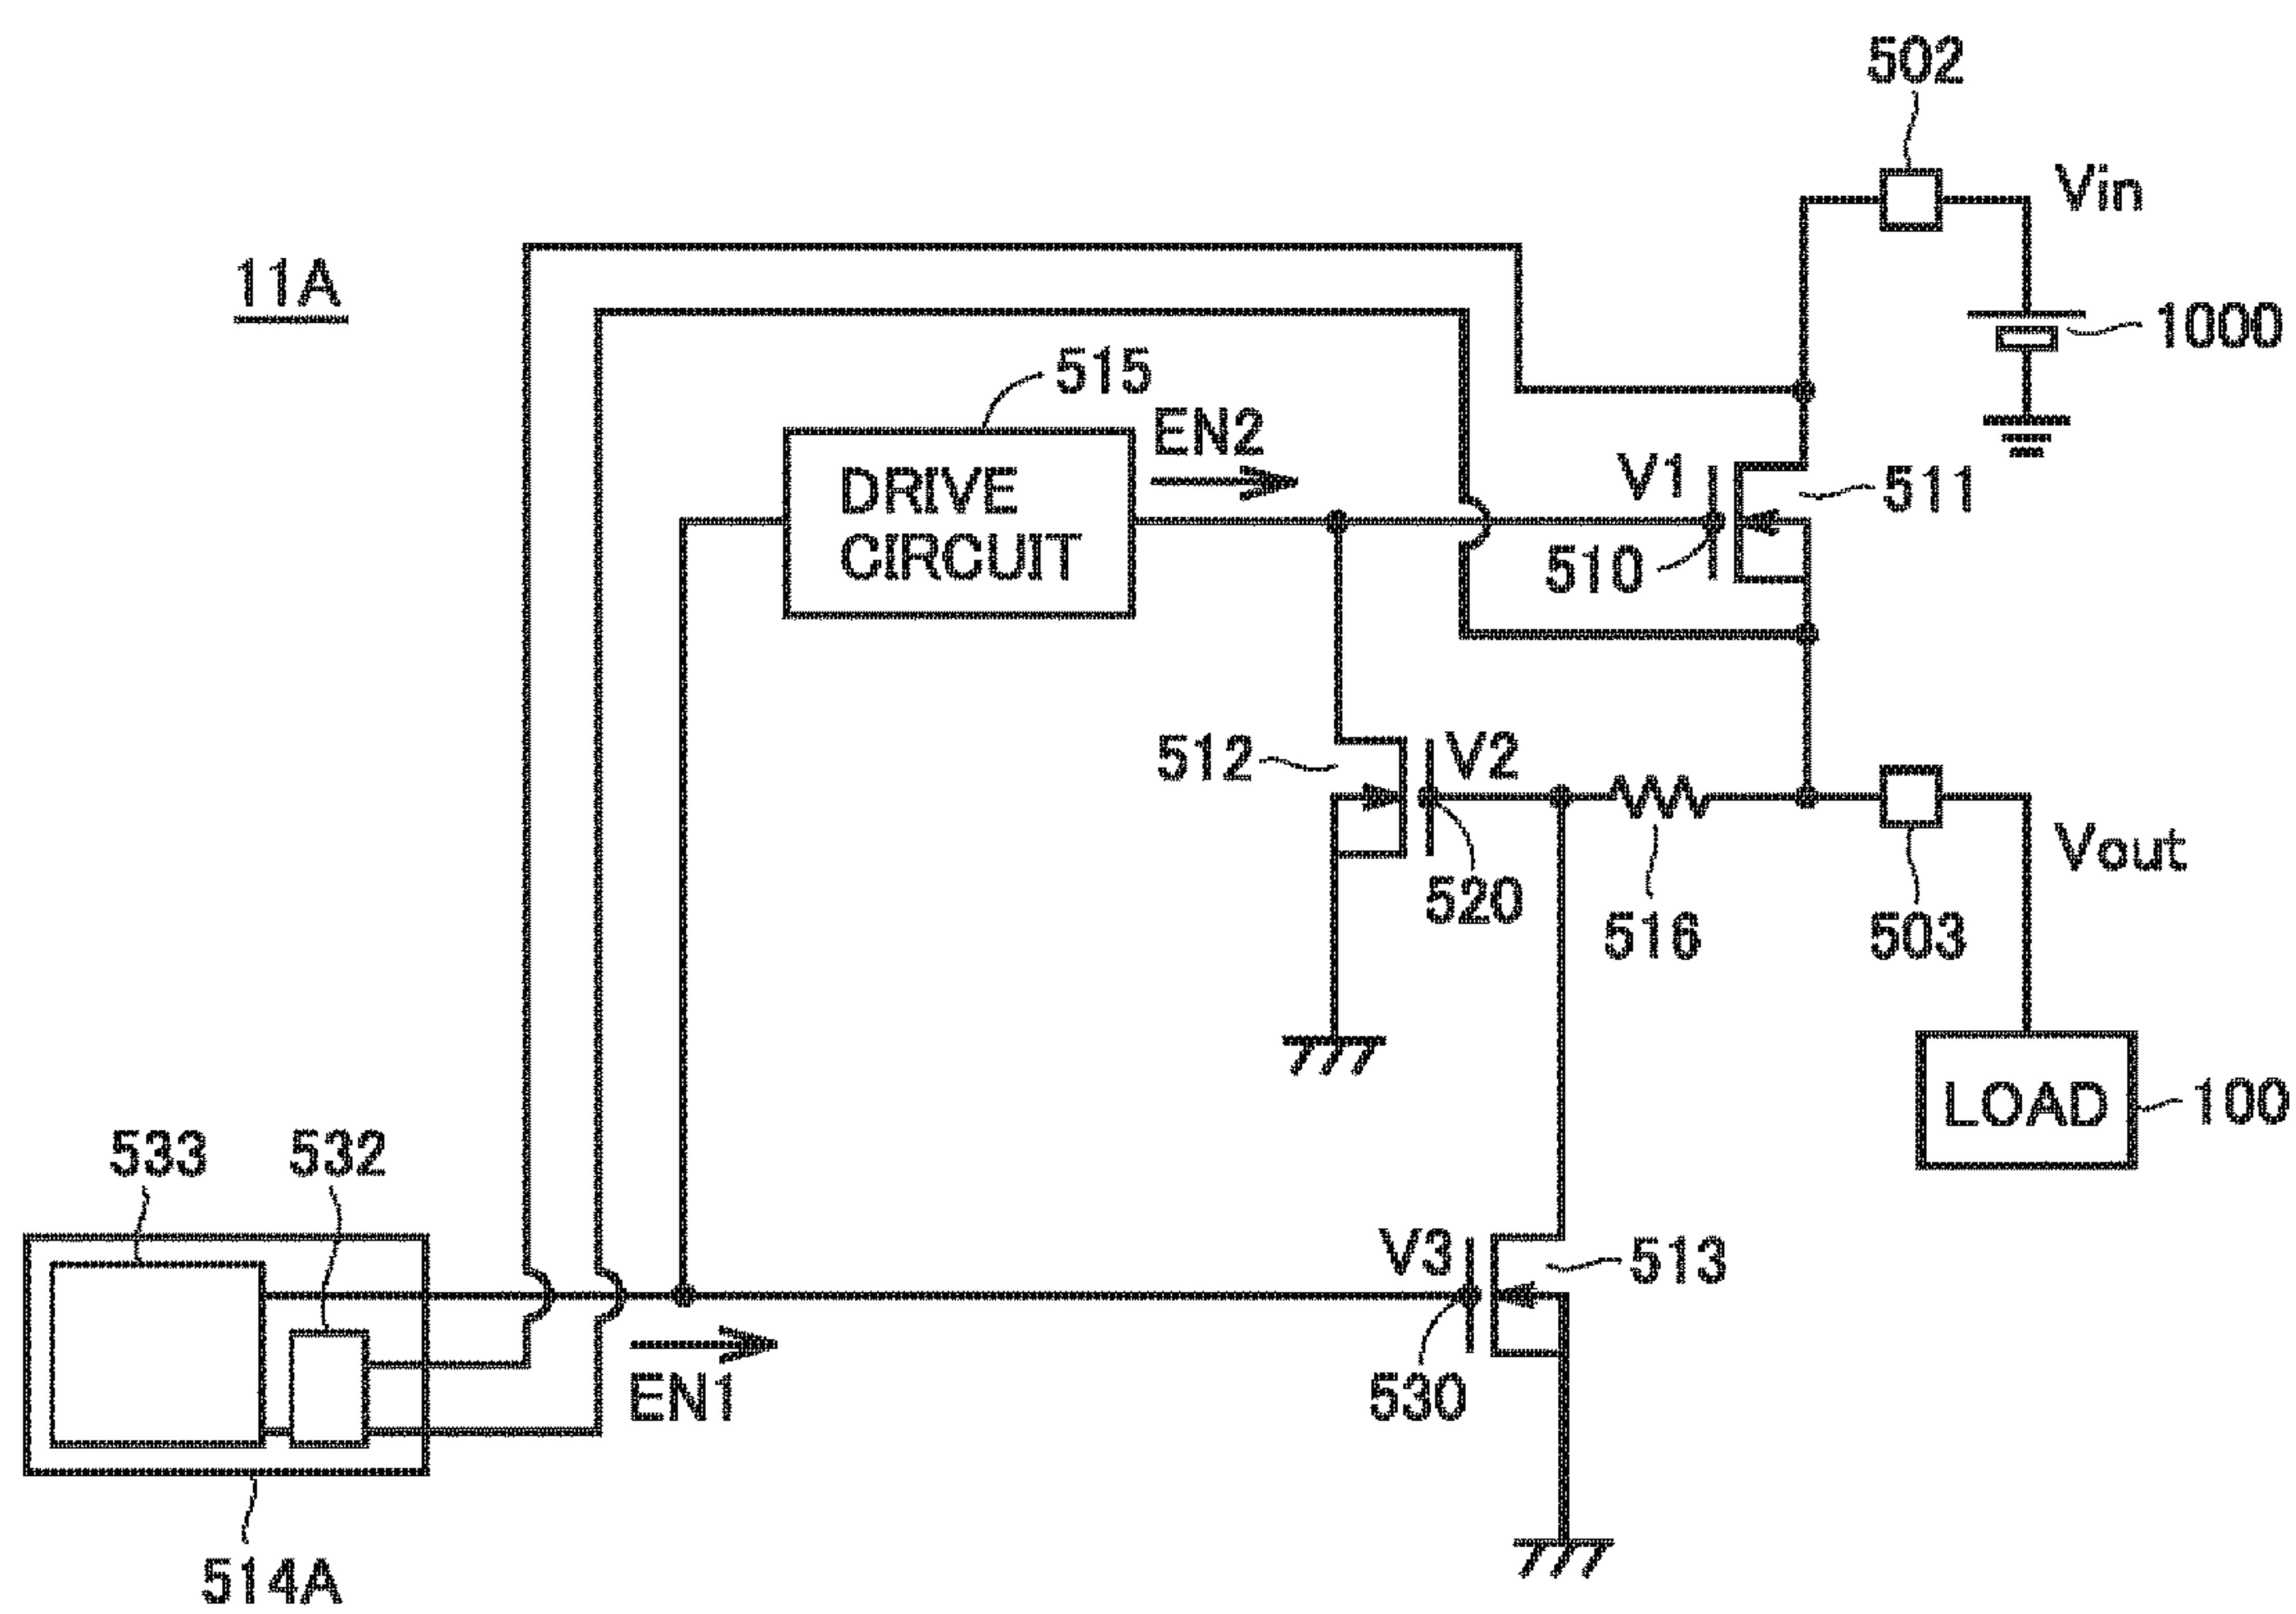 502
Vin
11A
1000
515
EN2
DRIVE
CIRCUIT
V1
511
510
512
V2
520
516
503
Vout
LOAD
100
533
532
V3
513
EN1
530
514A